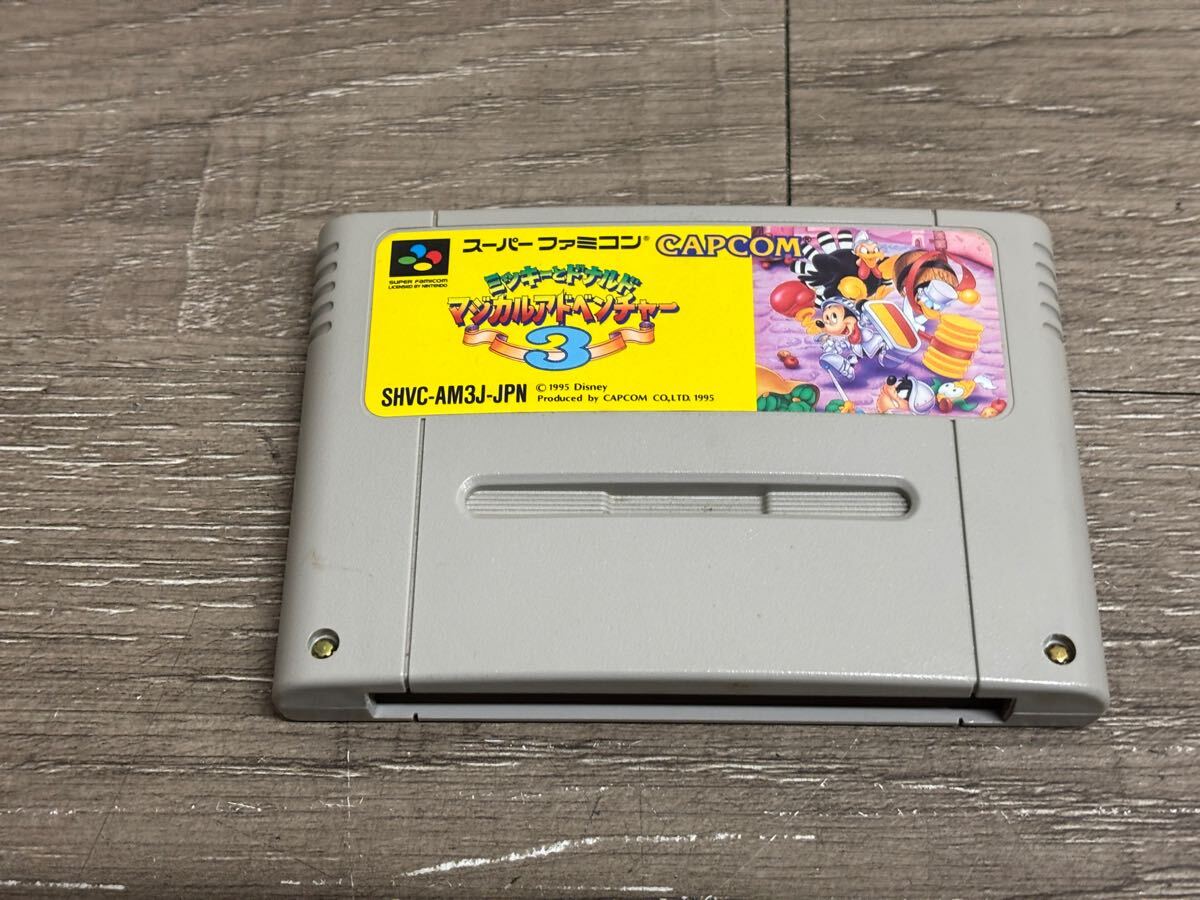 スーパーファミコン® CAPCOM®
SUPER FAMICOM
LICENSED BY NINTENDO
ミッキーとドナルド
マジカルアドベンチャー
3
SHVC-AM3J-JPN
© 1995 Disney
Produced by CAPCOM CO.,LTD. 1995